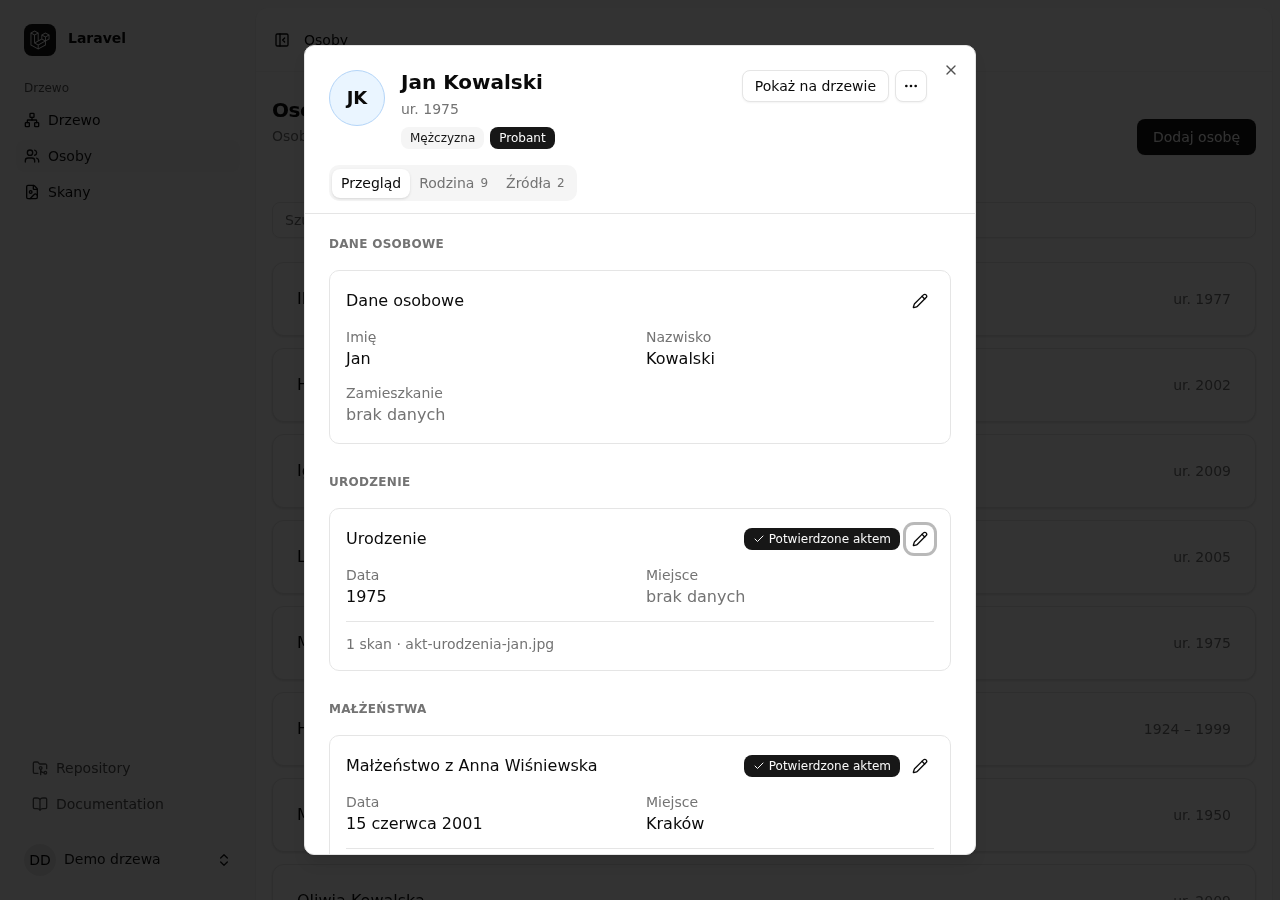 Laravel
Osoby
Drzewo
Drzewo
Osoby
Skany
Dodaj osobę
JK
Jan Kowalski
ur. 1975
Mężczyzna
Probant
Pokaż na drzewie
Przegląd
Rodzina 9
Źródła 2
DANE OSOBOWE
Dane osobowe
Imię
Nazwisko
Jan
Kowalski
Zamieszkanie
brak danych
URODZENIE
Urodzenie
Potwierdzone aktem
Data
Miejsce
1975
brak danych
1 skan · akt-urodzenia-jan.jpg
MAŁŻEŃSTWA
Małżeństwo z Anna Wiśniewska
Potwierdzone aktem
Data
Miejsce
15 czerwca 2001
Kraków
ur. 1977
ur. 2002
ur. 2009
ur. 2005
ur. 1975
1924 – 1999
ur. 1950
Oliwia Kowalska
Repository
Documentation
DD
Demo drzewa